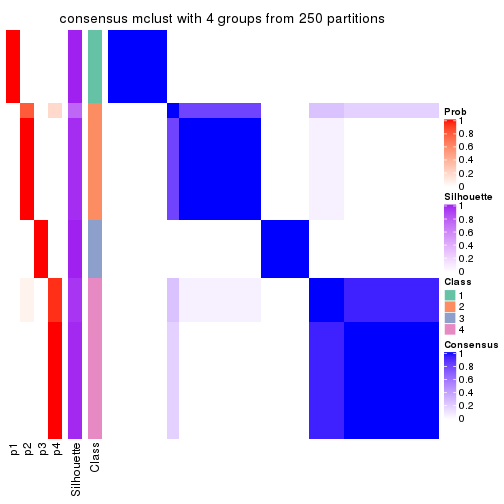 consensus mclust with 4 groups from 250 partitions
Prob
1
0.8
0.6
0.4
0.2
0
Silhouette
1
0.8
0.6
0.4
0.2
0
Class
1
2
3
4
Consensus
1
0.8
0.6
0.4
0.2
0
p1
p2
p3
p4
Silhouette
Class